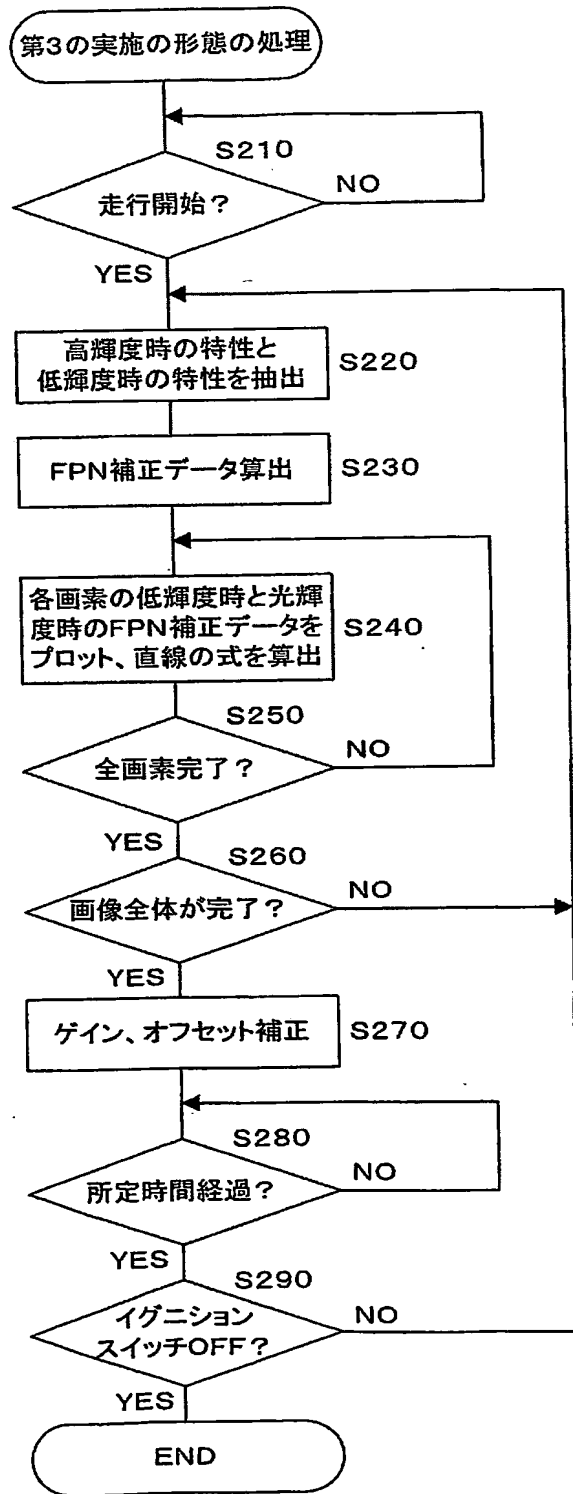 第3の実施の形態の処理
S210
走行開始?
NO
YES
高輝度時の特性と
低輝度時の特性を抽出
S220
FPN補正データ算出
S230
各画素の低輝度時と光輝
度時のFPN補正データを
プロット、直線の式を算出
S240
S250
全画素完了?
NO
YES
S260
画像全体が完了?
NO
YES
ゲイン、オフセット補正
S270
S280
所定時間経過?
NO
YES
S290
イグニション
スイッチOFF?
NO
YES
END